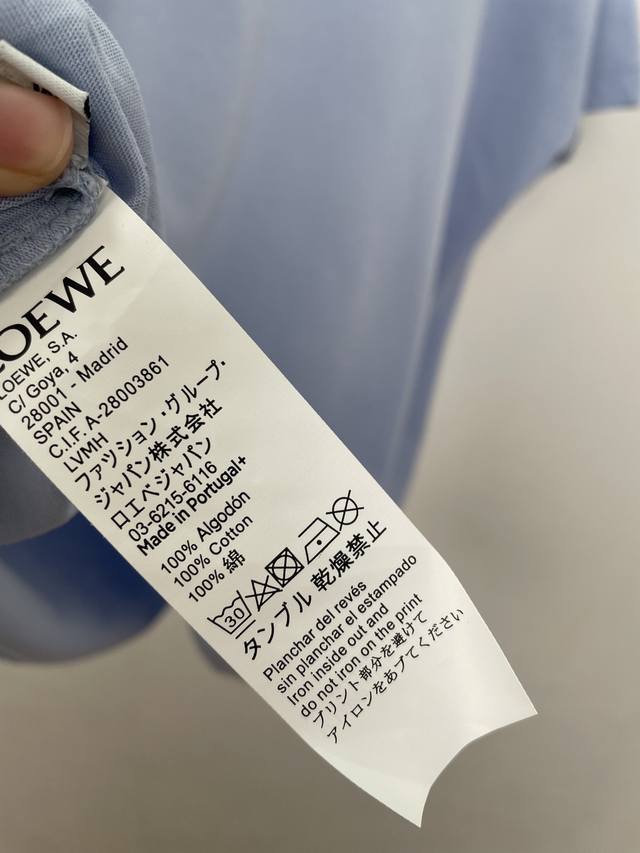 LOEWE
LOEWE, S.A.
C/ Goya, 4
28001 - Madrid
SPAIN
C.I.F. A-28003861
LVMH
ファツション・グループ・
ジャパン株式会社
ロエベジャパン
03-6215-6116
Made in Portugal+
100% Algodón
100% Cotton
100% 綿
30
タンブル 乾燥禁止
Planchar del revés
sin planchar el estampado
Iron inside out and
do not iron on the print
プリント部分を避けて
アイロンをあてください